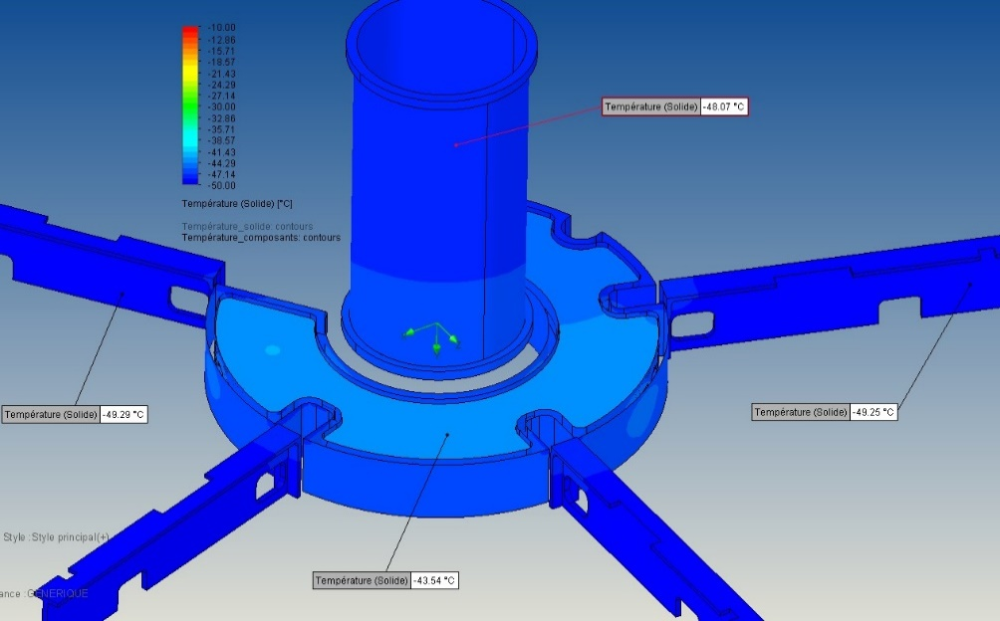 -10.00
-12.86
-15.71
-18.57
-21.43
-24.29
-27.14
-30.00
-32.86
-35.71
-38.57
-41.43
-44.29
-47.14
-50.00
Température (Solide) [°C]
Température_solide: contours
Température_composants: contours
Température (Solide) -48.07 °C
Température (Solide) -49.29 °C
Température (Solide) -49.25 °C
Style : Style principal(+)
Température (Solide) -43.54 °C
ance : GENERIQUE